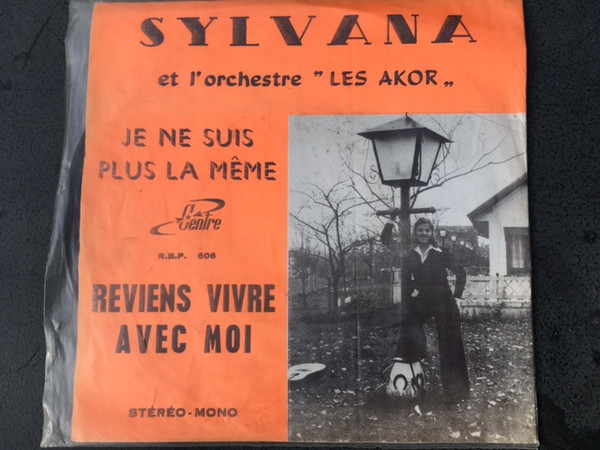 SYLVANA
et l'orchestre " LES AKOR „
JE NE SUIS
PLUS LA MÊME
Centre
R.B.P. 606
REVIENS VIVRE
AVEC MOI
STÉRÉO-MONO